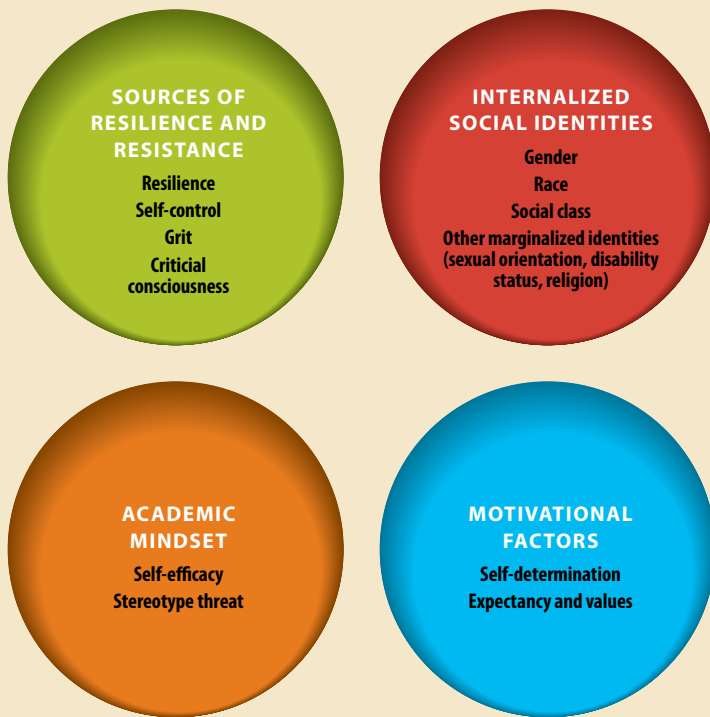 SOURCES OF
RESILIENCE AND
RESISTANCE
Resilience
Self-control
Grit
Criticial
consciousness
INTERNALIZED
SOCIAL IDENTITIES
Gender
Race
Social class
Other marginalized identities
(sexual orientation, disability
status, religion)
ACADEMIC
MINDSET
Self-efficacy
Stereotype threat
MOTIVATIONAL
FACTORS
Self-determination
Expectancy and values